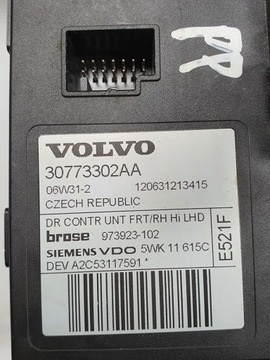 PP
VOLVO
30773302AA
06W31-2 120631213415
CZECH REPUBLIC
DR CONTR UNT FRT/RH Hi LHD
brose 973923-102
SIEMENS VDO 5WK 11 615C
DEV A2C53117591 *
E521F